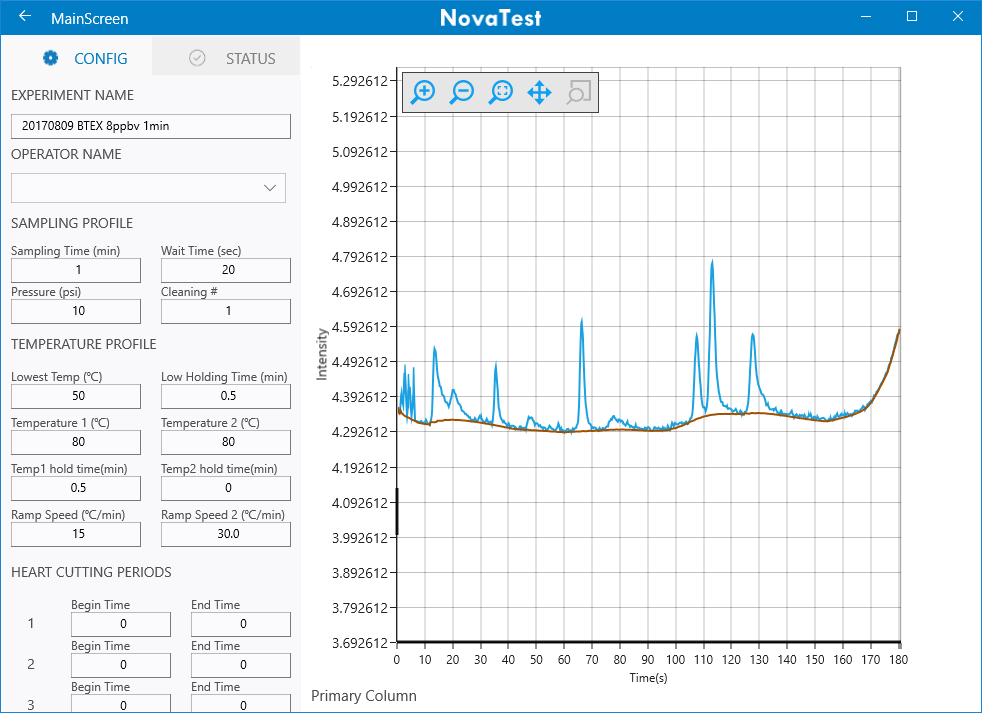 MainScreen
NovaTest
CONFIG
STATUS
EXPERIMENT NAME
20170809 BTEX 8ppbv 1min
OPERATOR NAME
SAMPLING PROFILE
Sampling Time (min) Wait Time (sec)
1 20
Pressure (psi) Cleaning #
10 1
TEMPERATURE PROFILE
Lowest Temp (℃) Low Holding Time (min)
50 0.5
Temperature 1 (℃) Temperature 2 (℃)
80 80
Temp1 hold time(min) Temp2 hold time(min)
0.5 0
Ramp Speed (℃/min) Ramp Speed 2 (℃/min)
15 30.0
HEART CUTTING PERIODS
Begin Time End Time
1 0 0
Begin Time End Time
2 0 0
Begin Time End Time
3 0 0
5.292612
5.192612
5.092612
4.992612
4.892612
4.792612
4.692612
4.592612
4.492612
4.392612
4.292612
4.192612
4.092612
3.992612
3.892612
3.792612
3.692612
Intensity
0 10 20 30 40 50 60 70 80 90 100 110 120 130 140 150 160 170 180
Time(s)
Primary Column